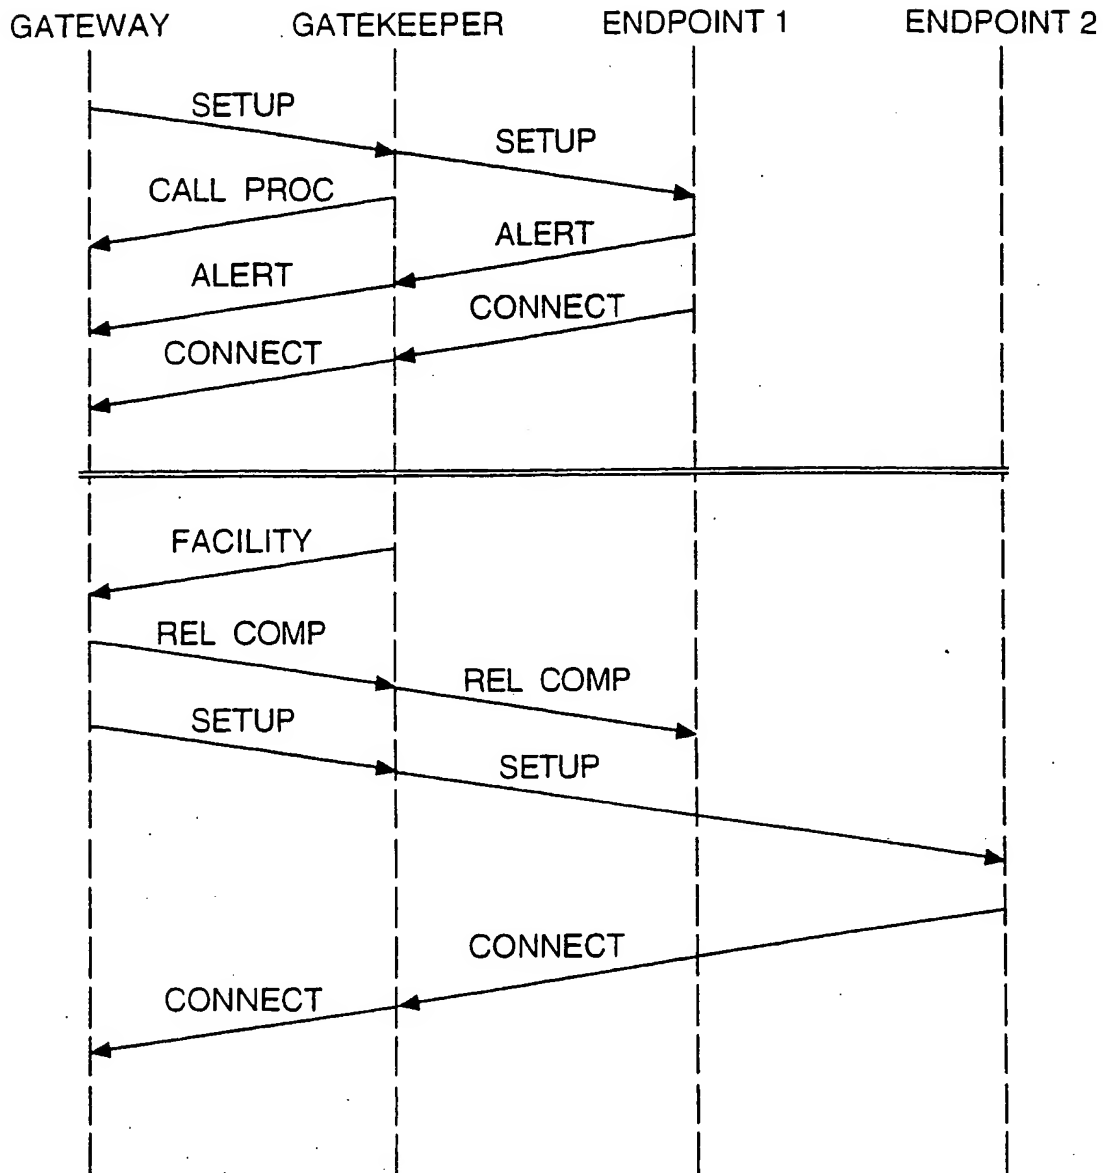 GATEWAY GATEKEEPER ENDPOINT 1 ENDPOINT 2
SETUP
SETUP
CALL PROC
ALERT
ALERT
CONNECT
CONNECT
FACILITY
REL COMP
REL COMP
SETUP
SETUP
CONNECT
CONNECT